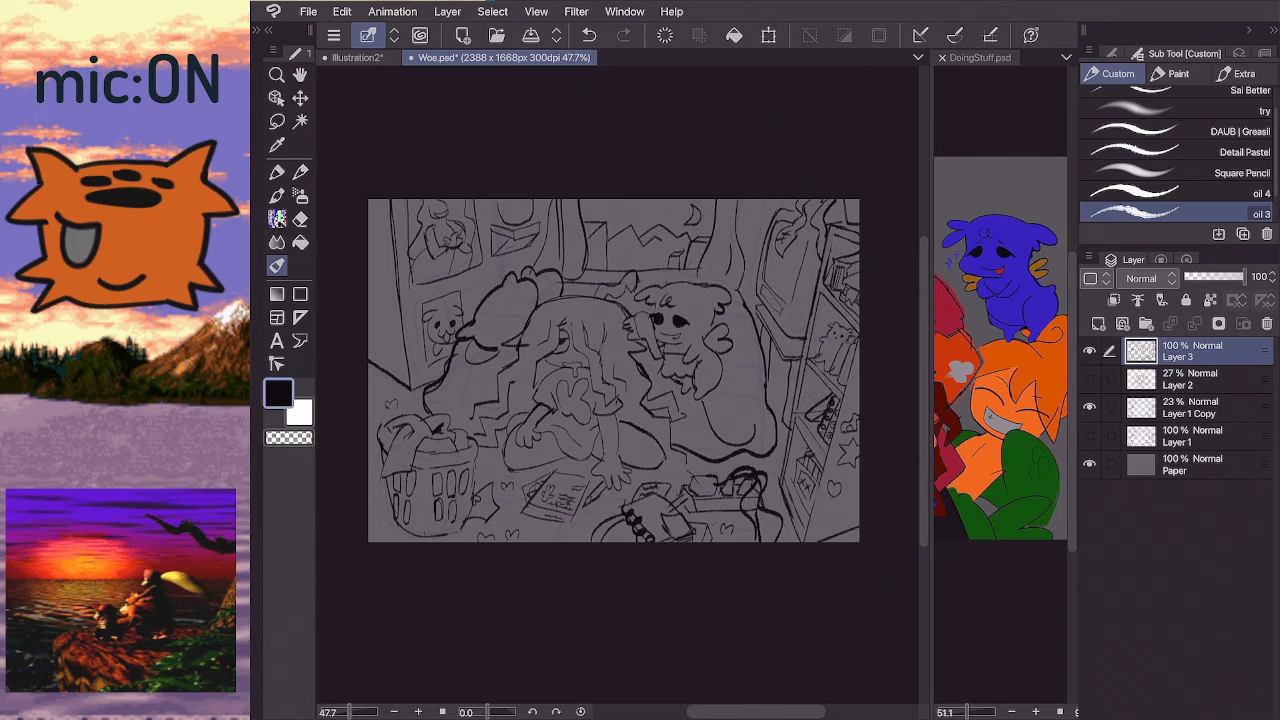 mic:ON
File Edit Animation Layer Select View Filter Window Help
Illustration2*
Woe.psd* (2388 x 1668px 300dpi 47.7%)
DoingStuff.psd
Sub Tool [Custom]
Custom Paint Extra
Sai Better
try
DAUB | Greasil
Detail Pastel
Square Pencil
oil 4
oil 3
Layer
Normal 100
100 % Normal
Layer 3
27 % Normal
Layer 2
23 % Normal
Layer 1 Copy
100 % Normal
Layer 1
100 % Normal
Paper
47.7 0.0 51.1